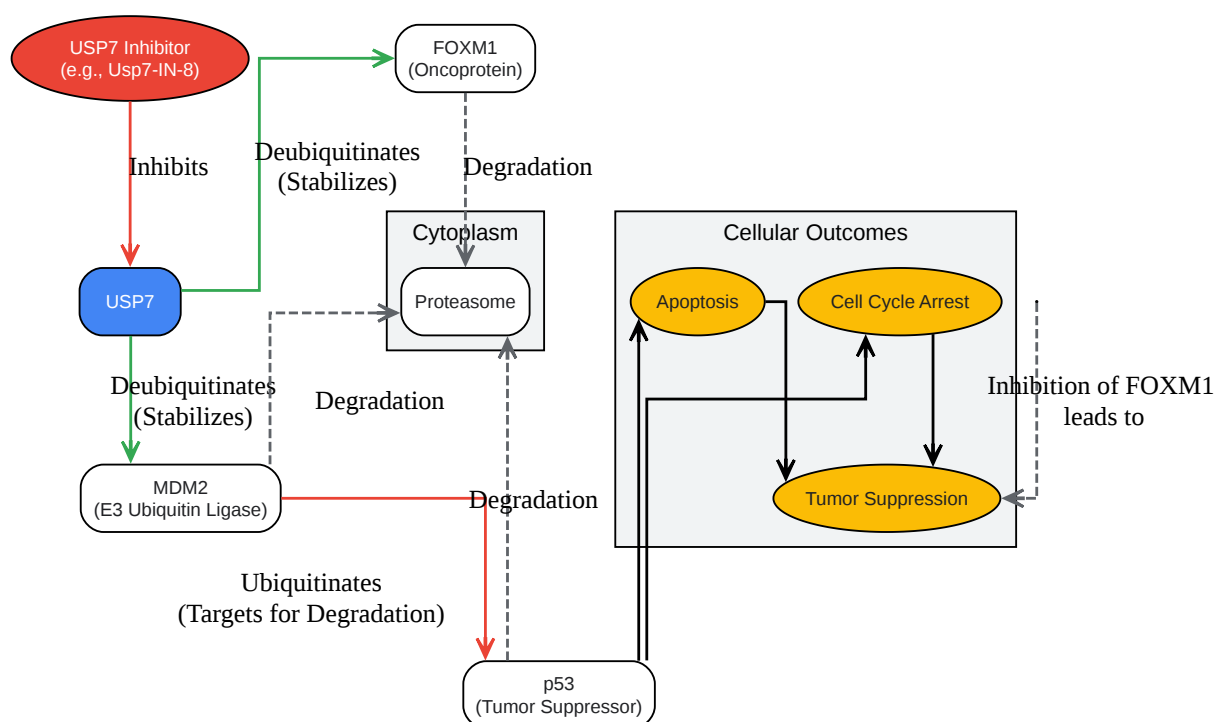 USP7 Inhibitor
(e.g., Usp7-IN-8)
FOXM1
(Oncoprotein)
Inhibits
Deubiquitinates
(Stabilizes)
Degradation
Cytoplasm
Cellular Outcomes
USP7
Proteasome
Apoptosis
Cell Cycle Arrest
Deubiquitinates
(Stabilizes)
Degradation
Inhibition of FOXM1
leads to
MDM2
(E3 Ubiquitin Ligase)
Degradation
Tumor Suppression
Ubiquitinates
(Targets for Degradation)
p53
(Tumor Suppressor)